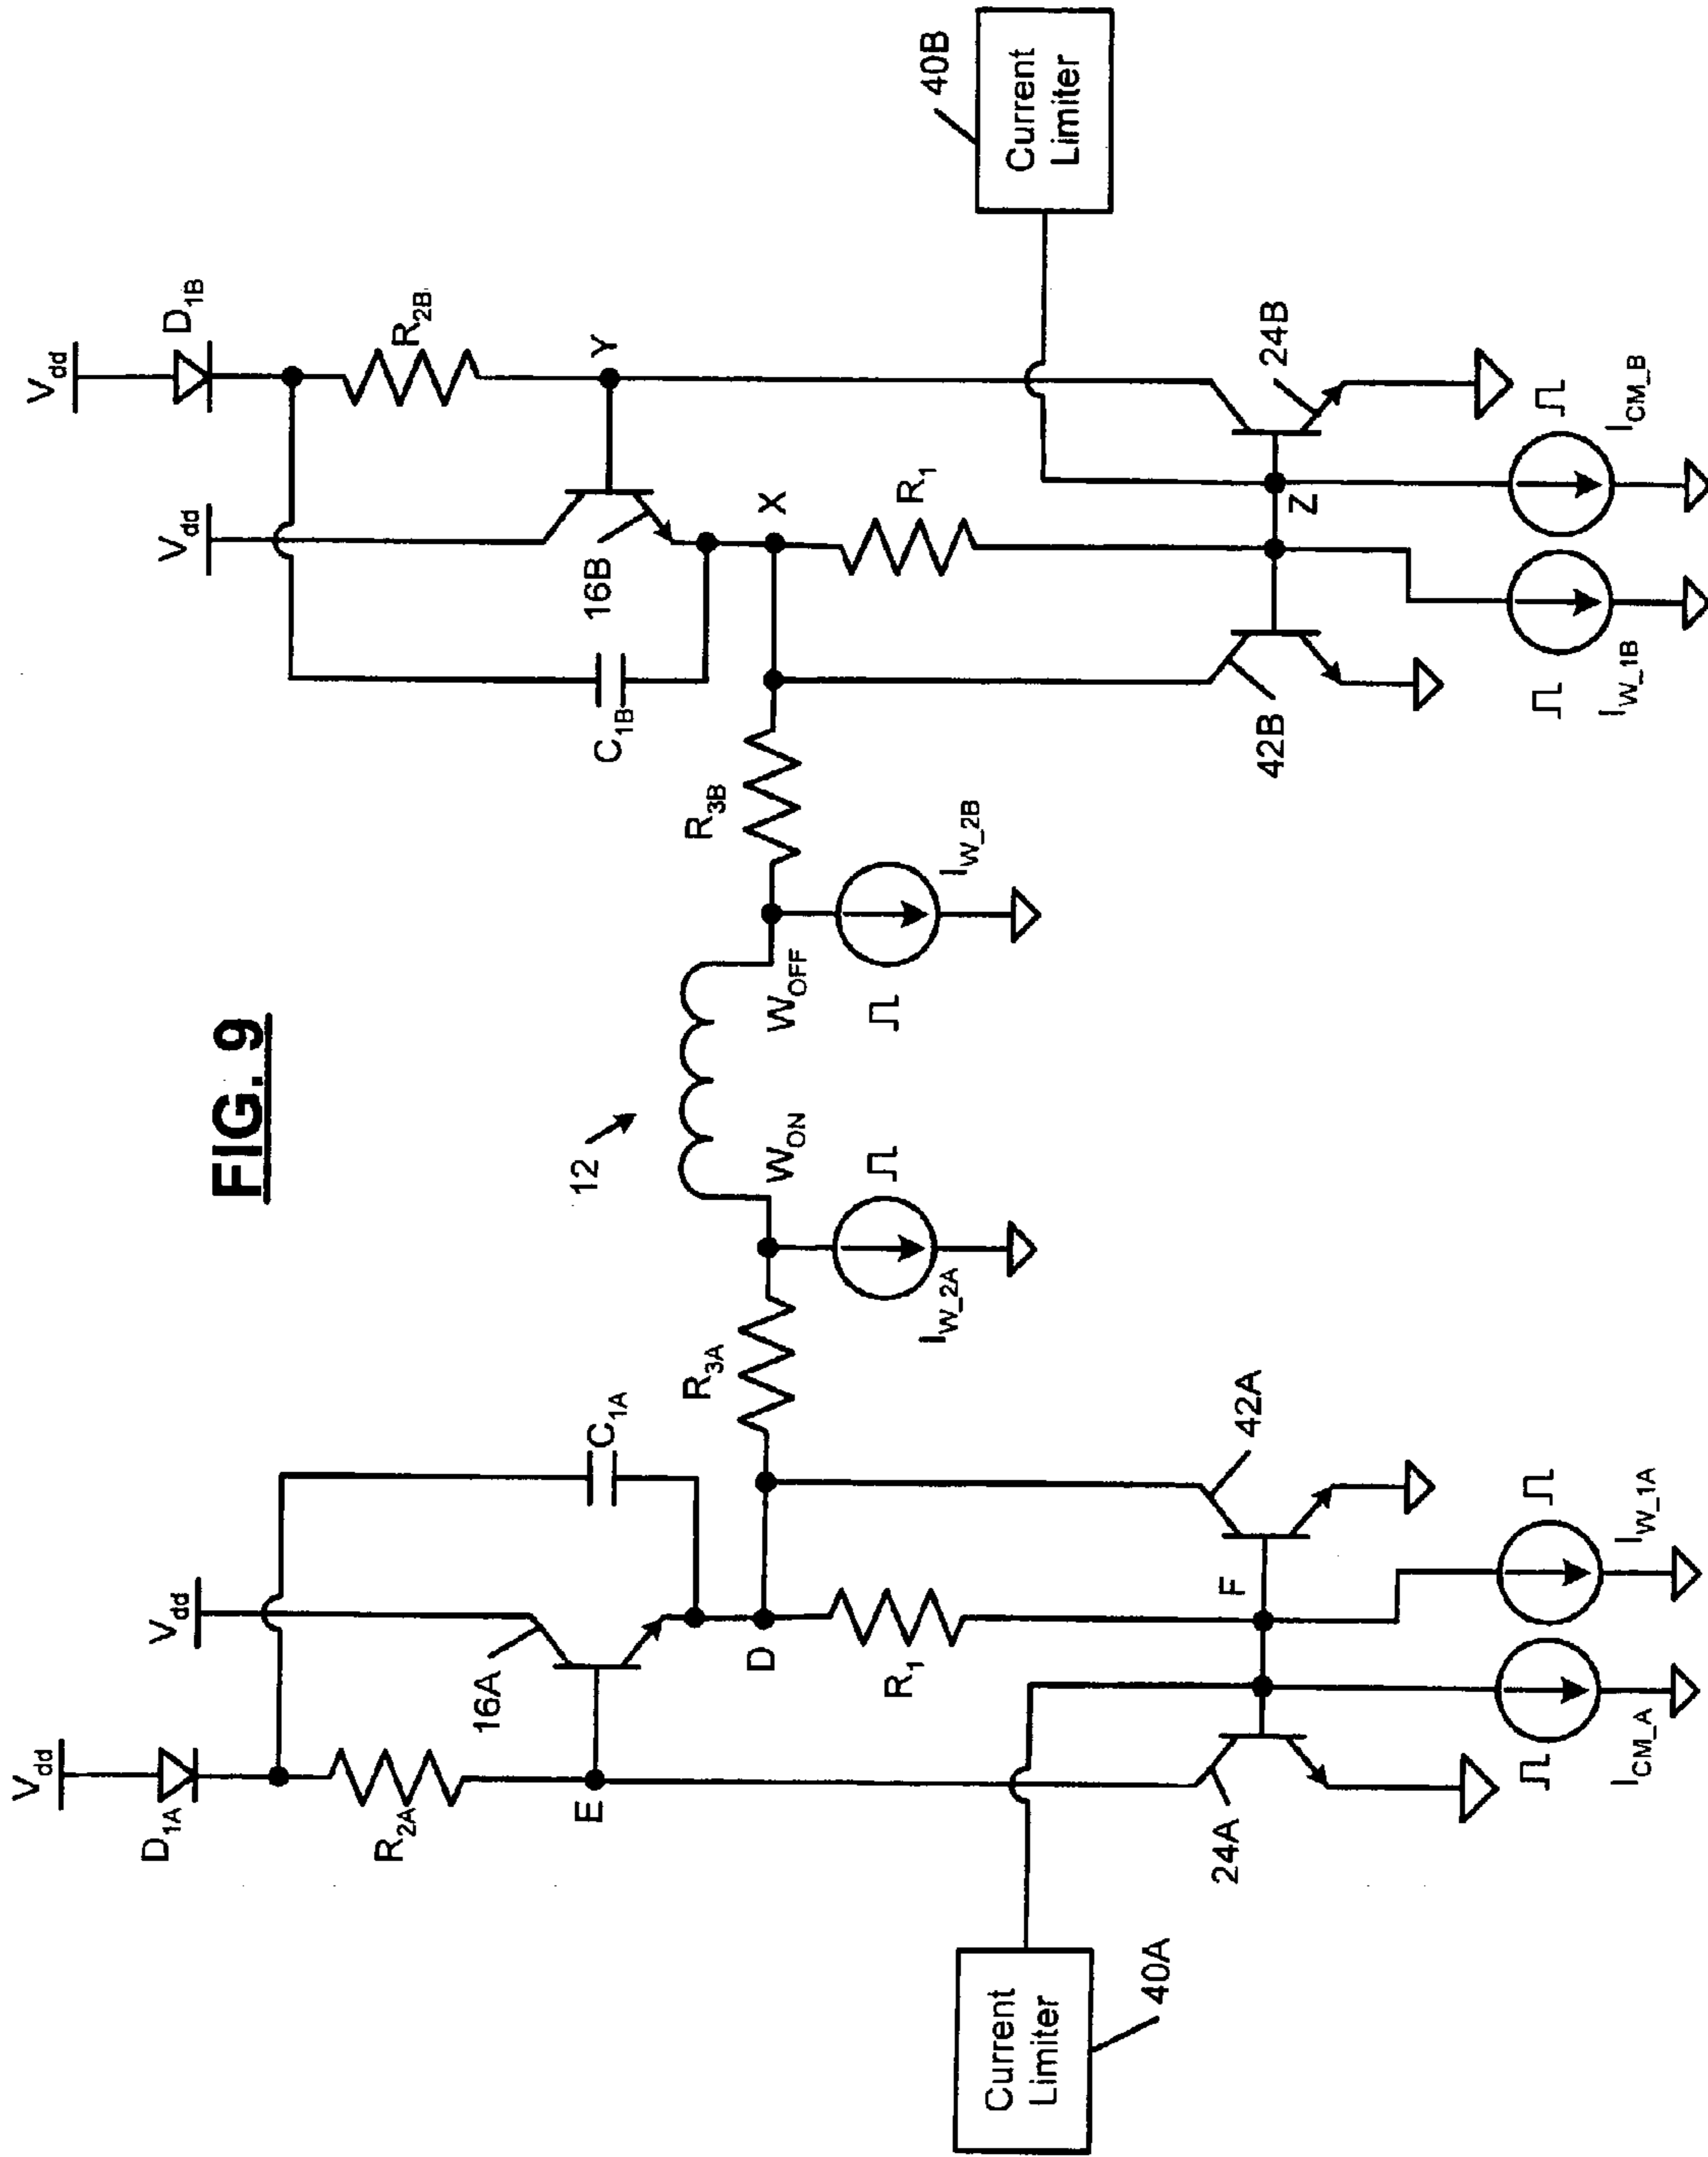 FIG. 9
Vdd
Vdd
Vdd
Vdd
D1A
D1B
R2A
R2B
16A
C1A
12
C1B
16B
E
Y
D
R3A
WON
WOFF
R3B
X
R1
IW_2A
IW_2B
R1
Current
Limiter
40A
Current
Limiter
40B
24A
F
42A
42B
Z
24B
ICM_A
IW_1A
IW_1B
ICM_B